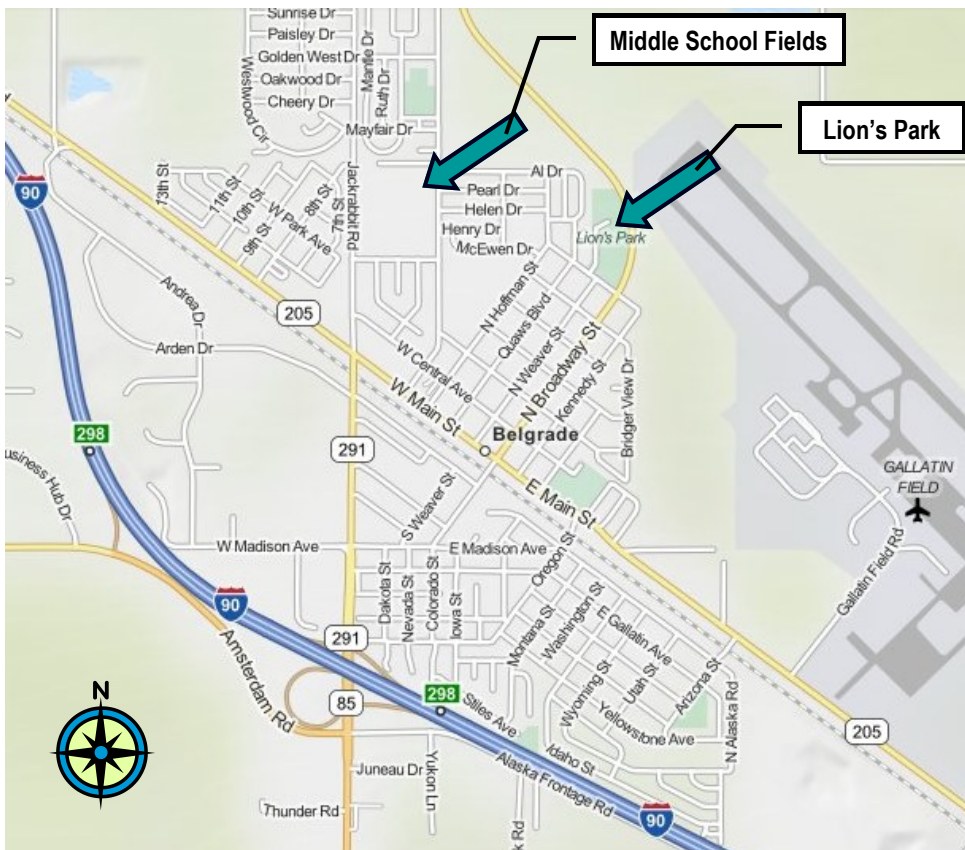 Sunrise Dr
Paisley Dr
Golden West Dr
Oakwood Dr
Cheery Dr
Westwood Cir
Mantle Dr
Ruth Dr
Mayfair Dr
Middle School Fields
Lion's Park
90
13th St
11th St
10th St
9th St
W Park Ave
8th St
7th St
Jackrabbit Rd
Al Dr
Pearl Dr
Helen Dr
Henry Dr
McEwen Dr
Lion's Park
205
Andrea Dr
Arden Dr
N Hoffman St
Quaws Blvd
N Weaver St
N Broadway St
Kennedy St
Bridger View Dr
W Central Ave
W Main St
Belgrade
298
291
usiness Hub Dr
S Weaver St
E Main St
GALLATIN
FIELD
Gallatin Field Rd
W Madison Ave
E Madison Ave
Oregon St
90
Dakota St
Nevada St
Colorado St
Iowa St
Montana St
Washington St
E Gallatin Ave
291
Amsterdam Rd
85
298
Stiles Ave
Wyoming St
Utah St
Arizona St
Yellowstone Ave
N Alaska Rd
205
N
Idaho St
Alaska Frontage Rd
Juneau Dr
Yukon Ln
Thunder Rd
k Rd
90